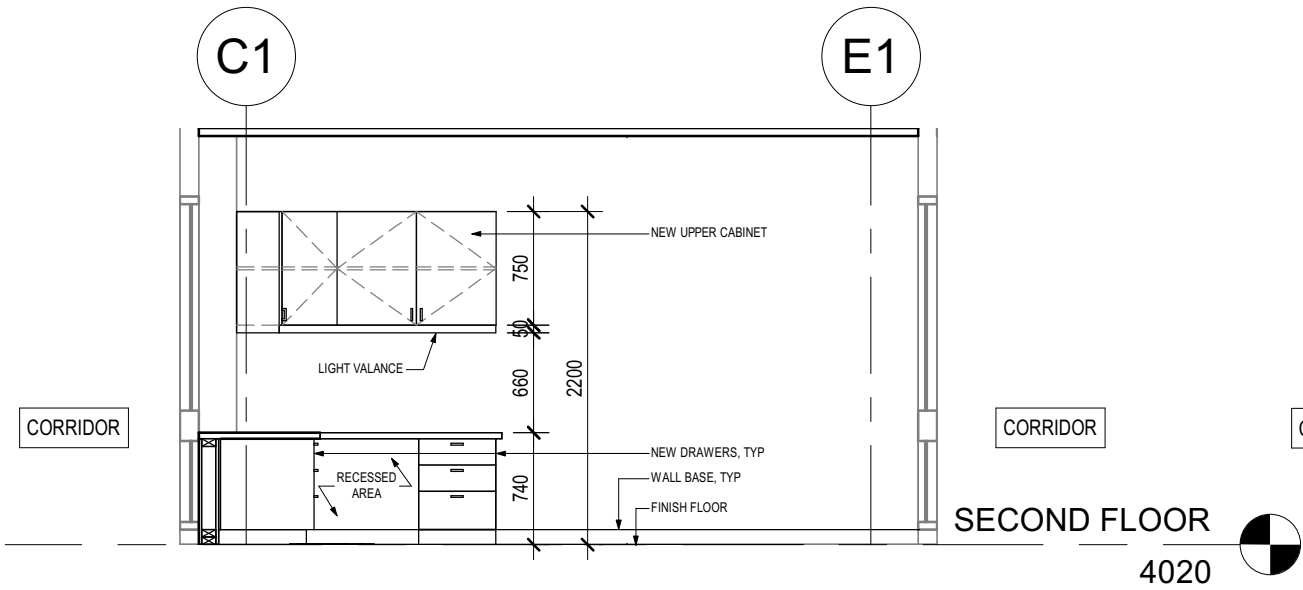 C1
E1
NEW UPPER CABINET
750
50
LIGHT VALANCE
660
2200
CORRIDOR
CORRIDOR
NEW DRAWERS, TYP
RECESSED
AREA
740
WALL BASE, TYP
FINISH FLOOR
SECOND FLOOR
4020